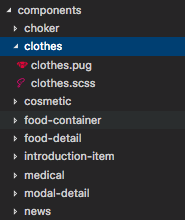 components
choker
clothes
clothes.pug
clothes.scss
cosmetic
food-container
food-detail
introduction-item
medical
modal-detail
news